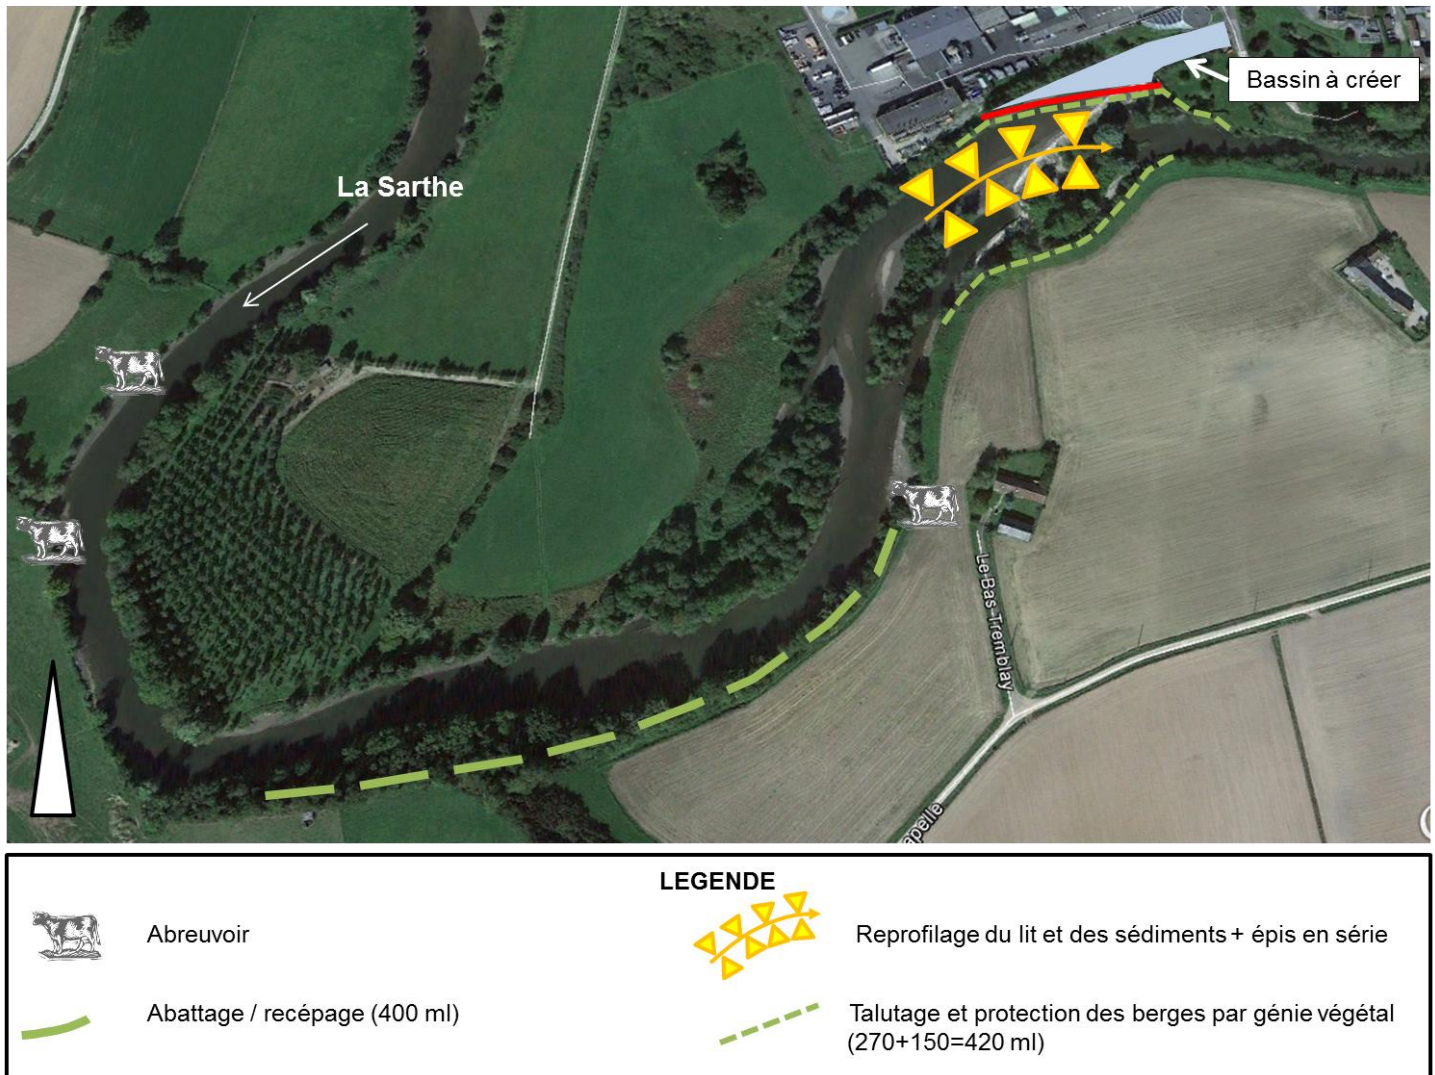 Bassin à créer
La Sarthe
Le Bas Tremblay
apelle
LEGENDE
Abreuvoir
Reprofilage du lit et des sédiments + épis en série
Abattage / recépage (400 ml)
Talutage et protection des berges par génie végétal
(270+150=420 ml)